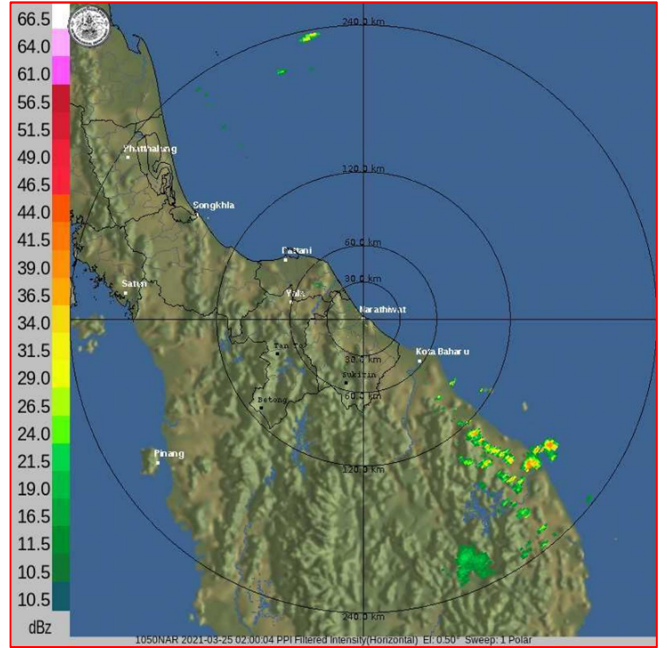 66.5
64.0
61.0
56.5
51.5
49.0
46.5
44.0
41.5
39.0
36.5
34.0
31.5
29.0
26.5
24.0
21.5
19.0
16.5
11.5
10.5
10.5
dBz
240.0 km
120.0 km
60.0 km
30.0 km
Phatthalung
Songkhla
Pattani
Satun
Yala
Narathiwat
30.0 km
Kota Baharu
Sukirin
60.0 km
Betong
Pinang
120.0 km
240.0 km
1050NAR 2021-03-25 02:00:04 PPI Filtered Intensity(Horizontal) El: 0.50° Sweep: 1 Polar